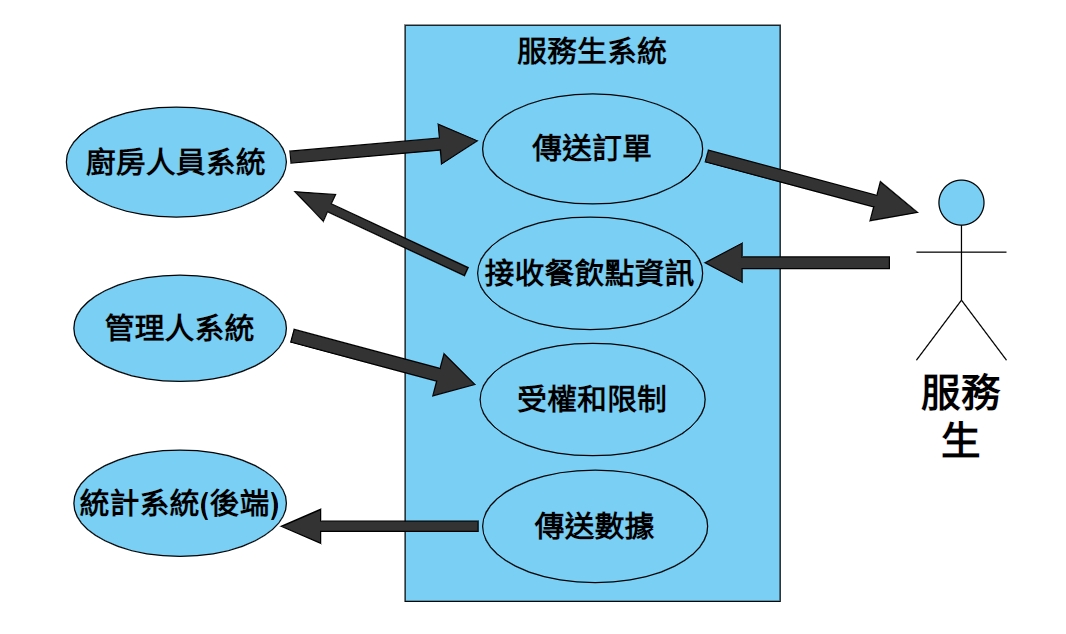 服務生系統
廚房人員系統
傳送訂單
接收餐飲點資訊
管理人系統
受權和限制
服務
生
統計系統(後端)
傳送數據